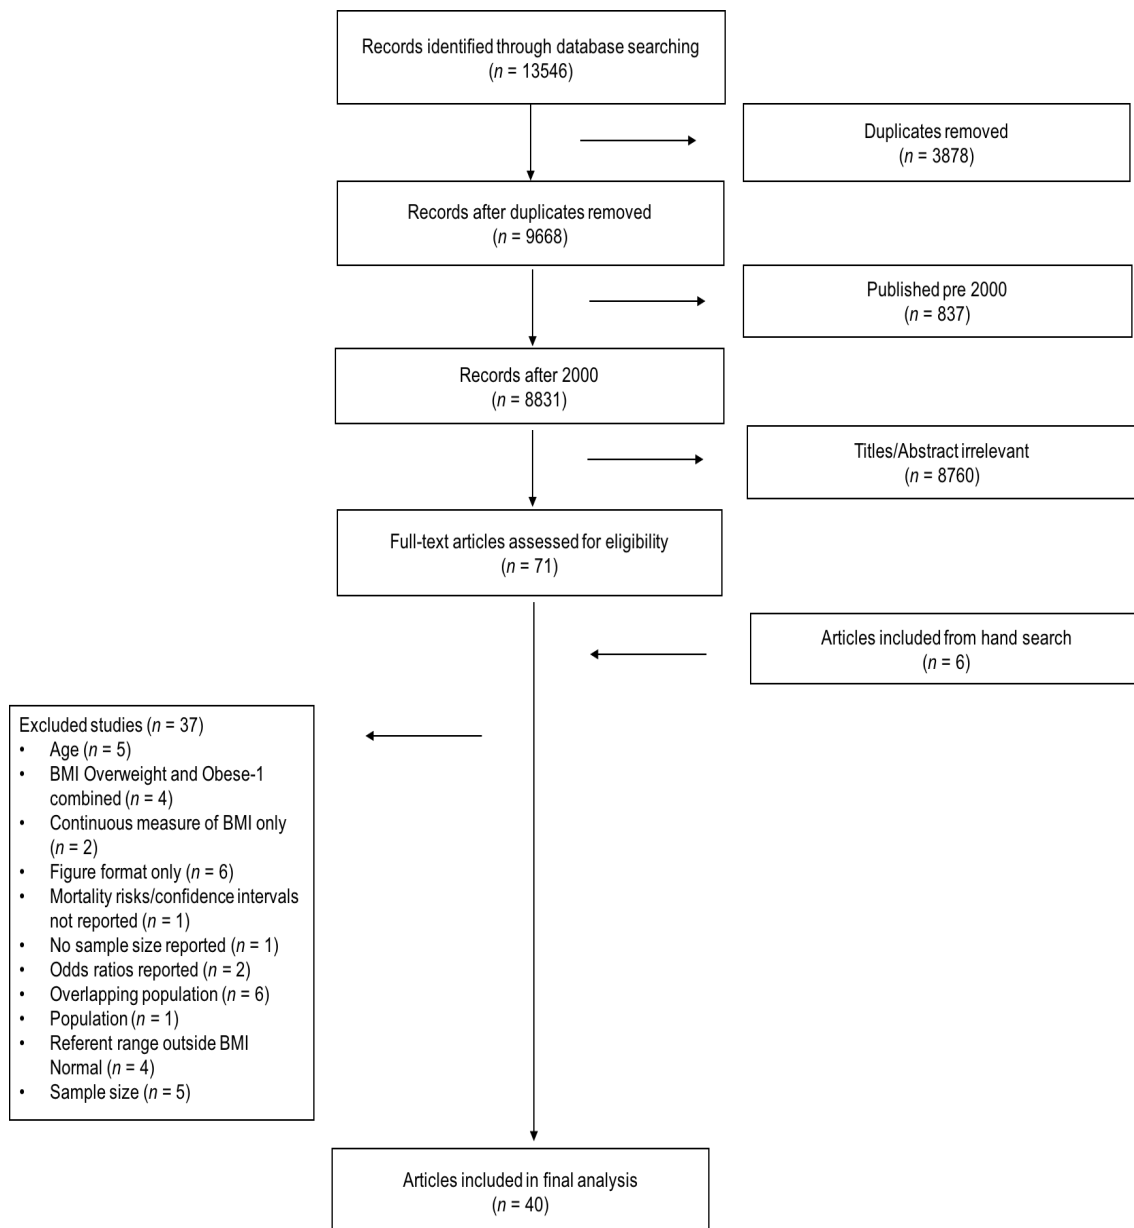 Records identified through database searching
(n = 13546)
Duplicates removed
(n = 3878)
Records after duplicates removed
(n = 9668)
Published pre 2000
(n = 837)
Records after 2000
(n = 8831)
Titles/Abstract irrelevant
(n = 8760)
Full-text articles assessed for eligibility
(n = 71)
Articles included from hand search
(n = 6)
Excluded studies (n = 37)
• Age (n = 5)
• BMI Overweight and Obese-1
combined (n = 4)
• Continuous measure of BMI only
(n = 2)
• Figure format only (n = 6)
• Mortality risks/confidence intervals
not reported (n = 1)
• No sample size reported (n = 1)
• Odds ratios reported (n = 2)
• Overlapping population (n = 6)
• Population (n = 1)
• Referent range outside BMI
Normal (n = 4)
• Sample size (n = 5)
Articles included in final analysis
(n = 40)